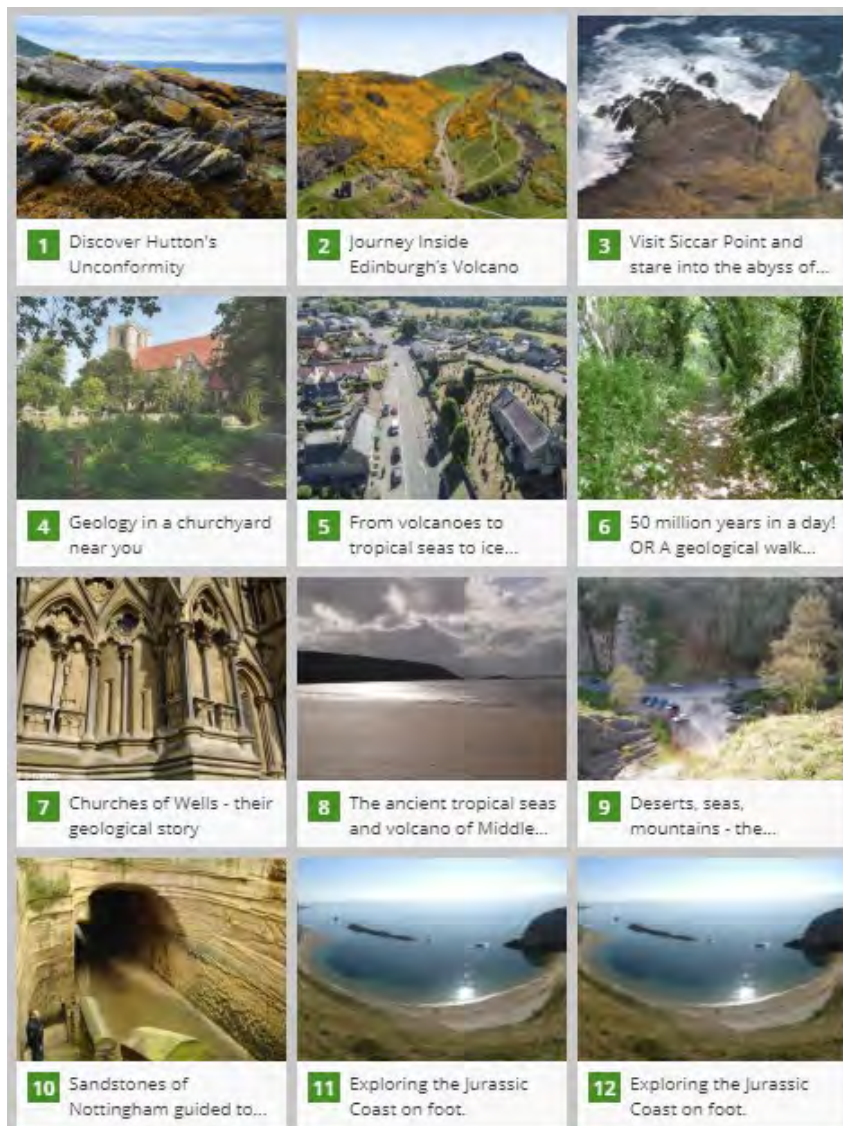 1 Discover Hutton's
Unconformity
2 Journey Inside
Edinburgh's Volcano
3 Visit Siccar Point and
stare into the abyss of...
4 Geology in a churchyard
near you
5 From volcanoes to
tropical seas to ice...
6 50 million years in a day!
OR A geological walk...
7 Churches of Wells - their
geological story
8 The ancient tropical seas
and volcano of Middle...
9 Deserts, seas,
mountains - the...
10 Sandstones of
Nottingham guided to...
11 Exploring the Jurassic
Coast on foot.
12 Exploring the Jurassic
Coast on foot.